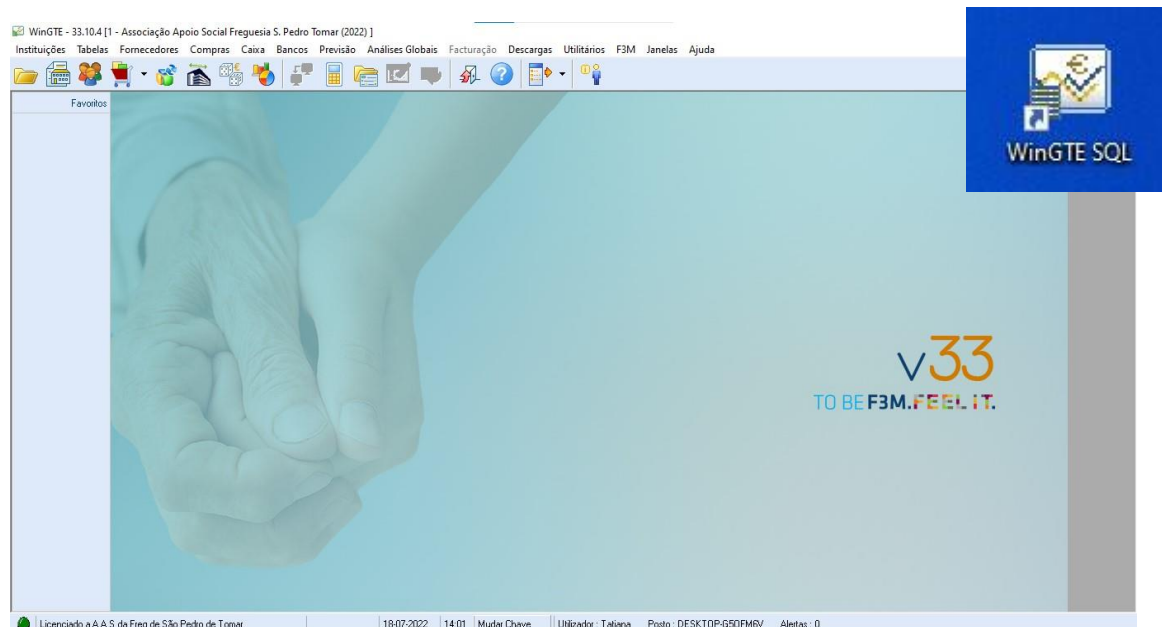 WinGTE - 33.10.4 [1 - Associação Apoio Social Freguesia S. Pedro Tomar (2022) ]
Instituições Tabelas Fornecedores Compras Caixa Bancos Previsão Análises Globais Facturação Descargas Utilitários F3M Janelas Ajuda
Favoritos
WinGTE SQL
v33
TO BE F3M.FEEL IT.
Licenciado a A.A.S. da Freg de São Pedro de Tomar 18-07-2022 14:01 Mudar Chave Utilizador : Tatiana Posto : DESKTOP-G5OFM6V Alertas : 0